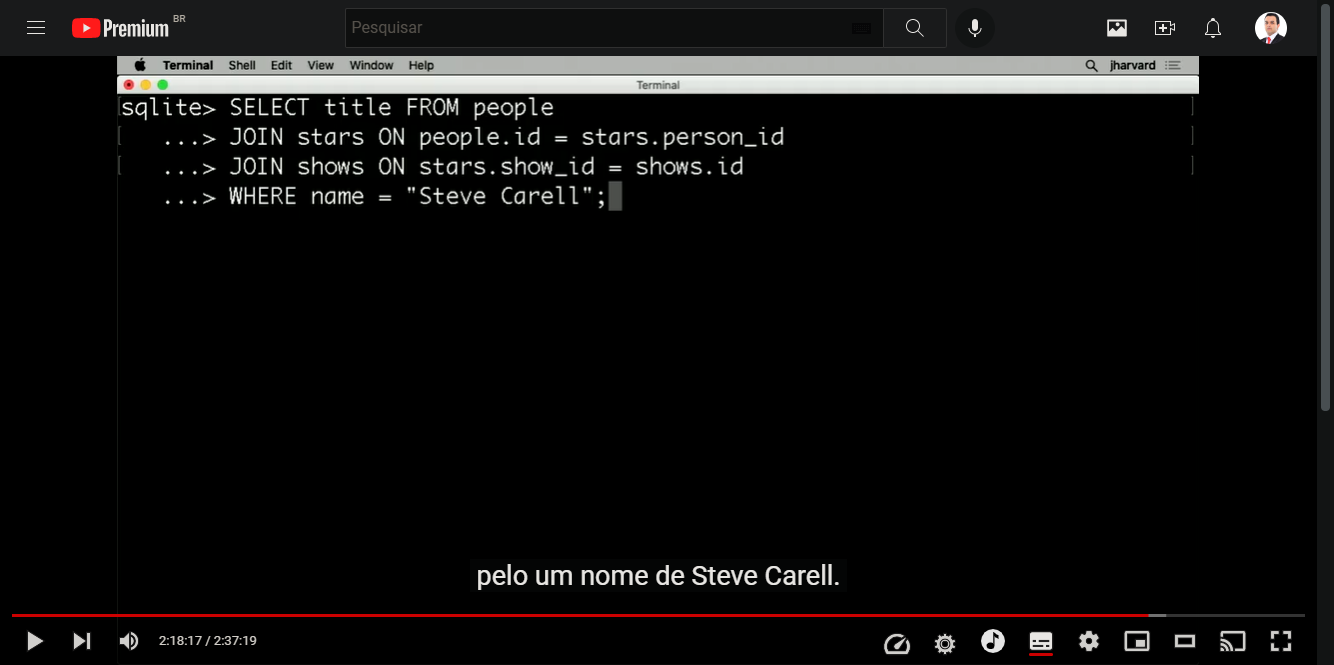 Premium BR
Pesquisar
Terminal Shell Edit View Window Help
jharvard
Terminal
sqlite> SELECT title FROM people
...> JOIN stars ON people.id = stars.person_id
...> JOIN shows ON stars.show_id = shows.id
...> WHERE name = "Steve Carell";
pelo um nome de Steve Carell.
2:18:17 / 2:37:19